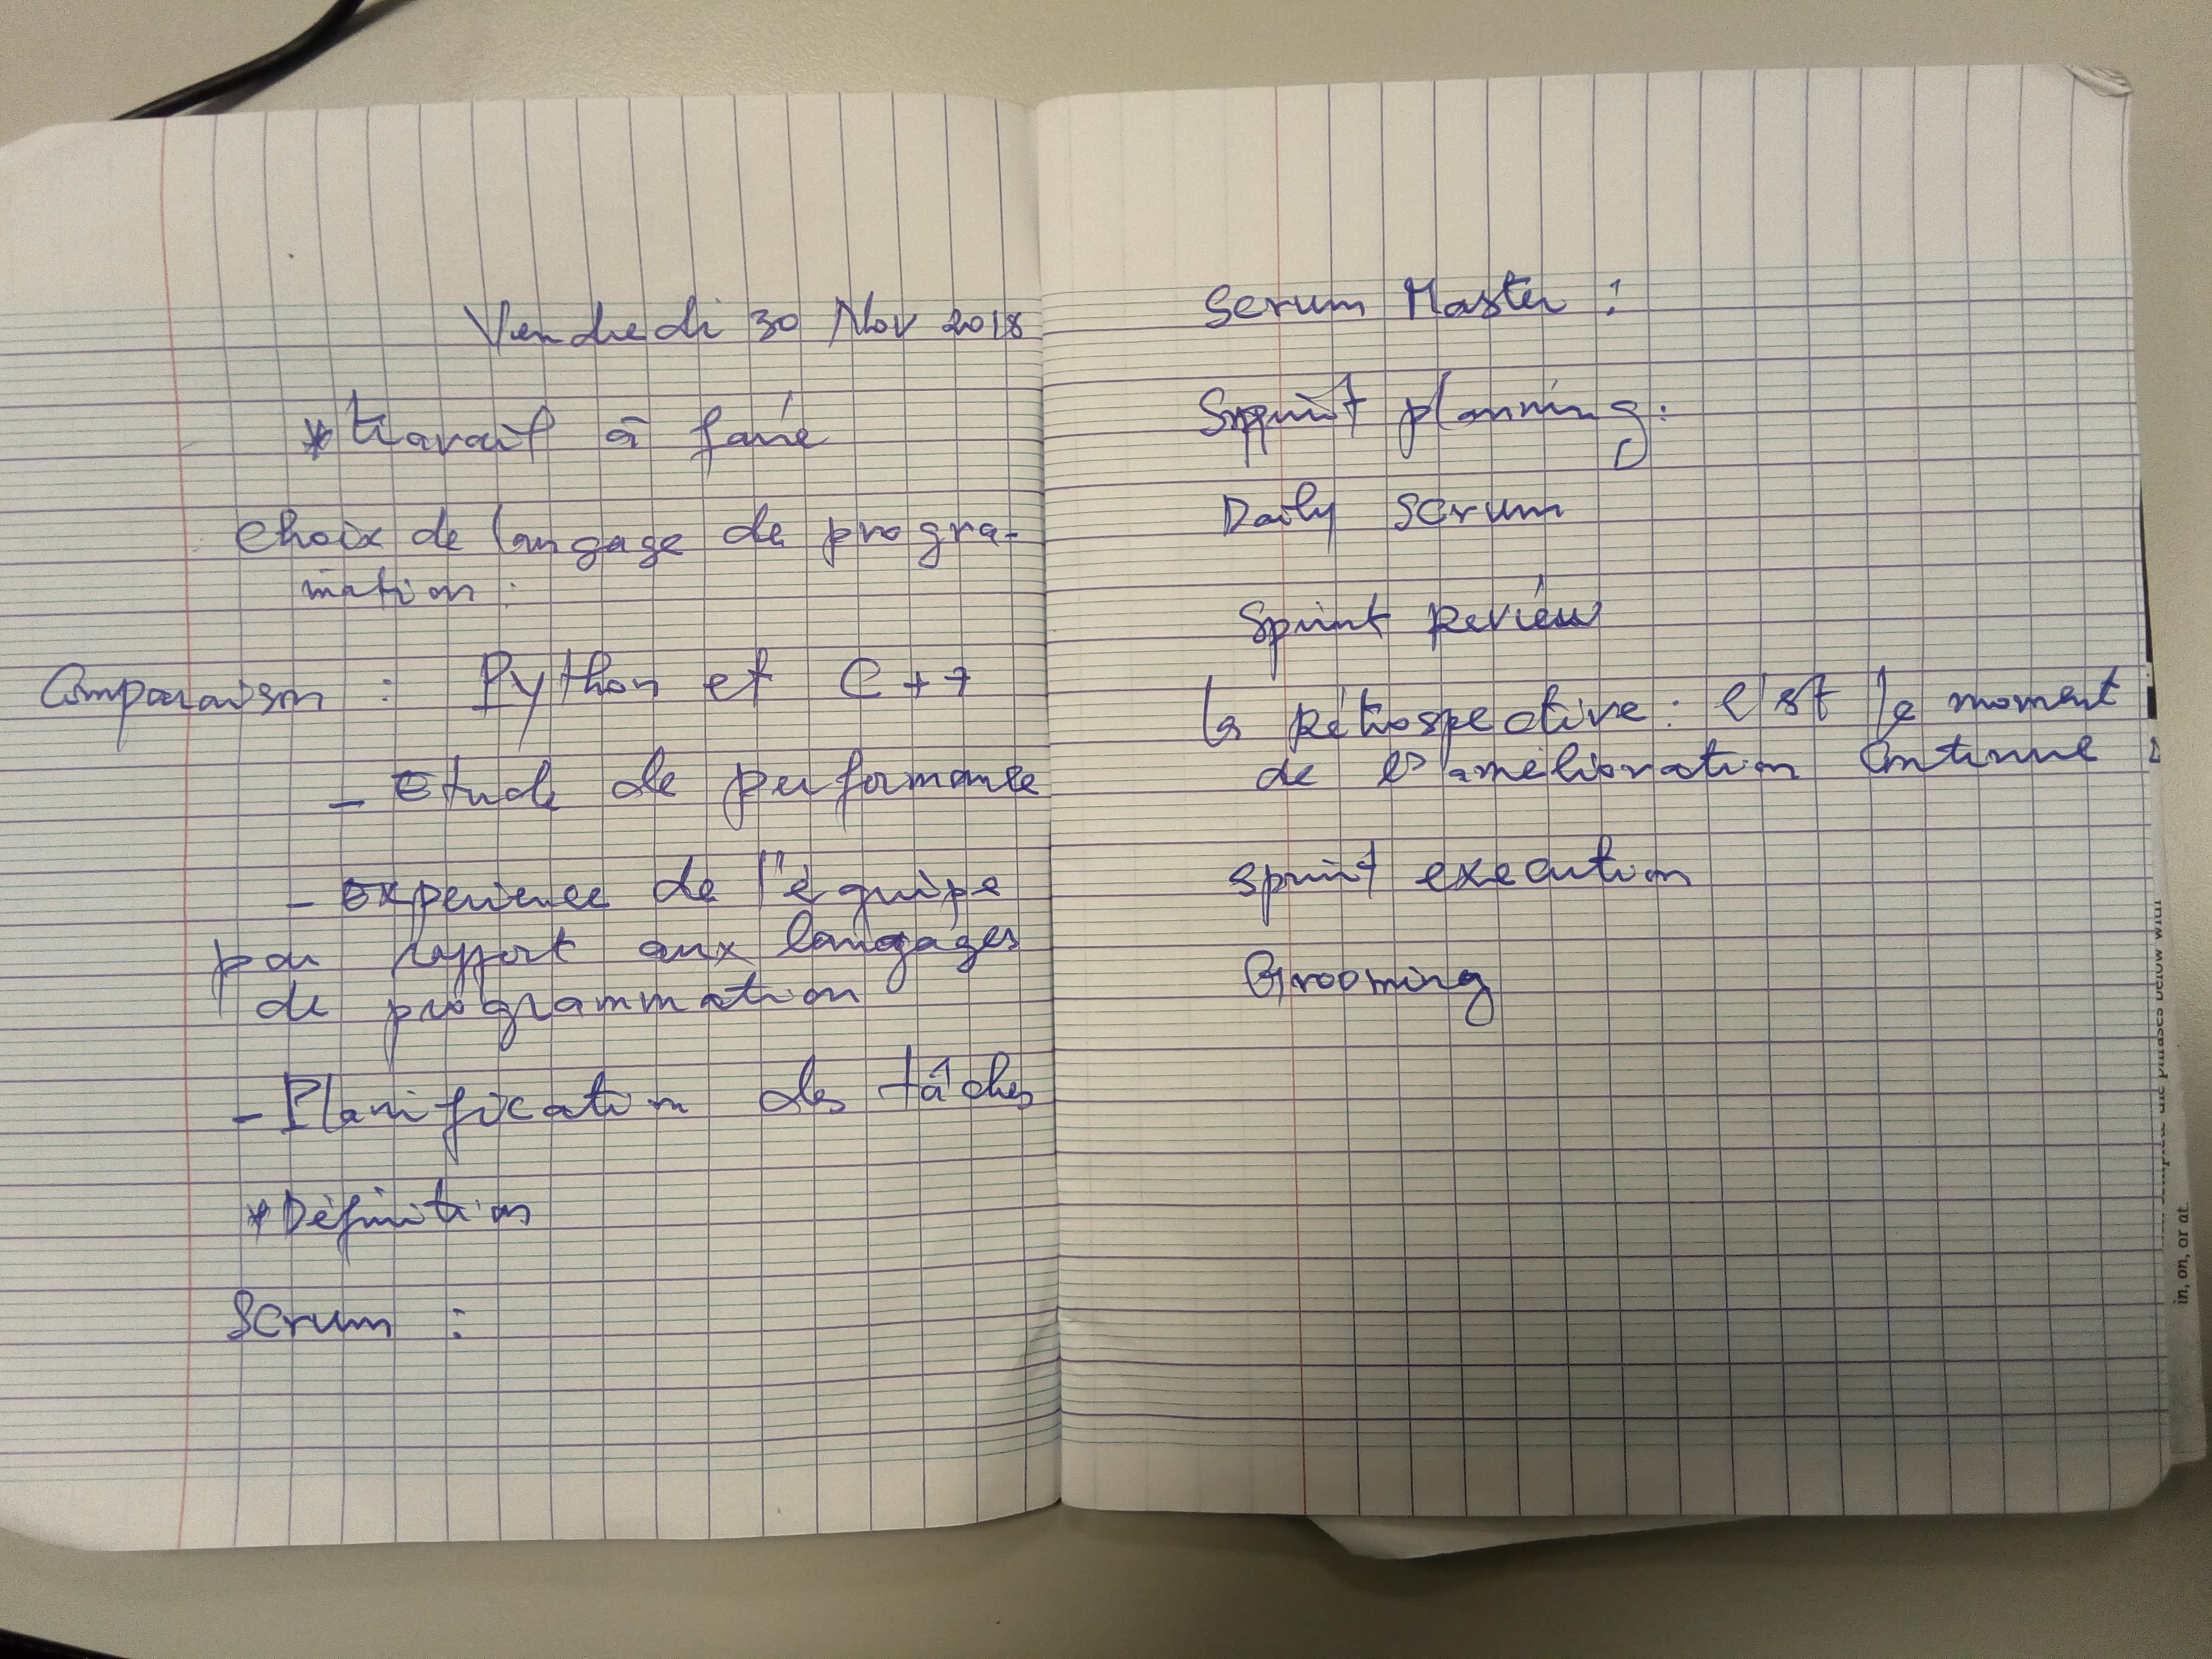 Vendredi 30 Nov 2018
* travail à faire
Choix de langage de progra-
mation :
Comparaison : Python et C++
- Etude de performance
- Experience de l'équipe
par rapport aux langages
de programmation
- Planification des tâches
* Définition
Scrum :
Scrum Master :
Sprint planning :
Daily Scrum
Sprint Review
la Rétrospective : C'est le moment
de l'amélioration Continue
Sprint execution
Grooming
in, on, or at.